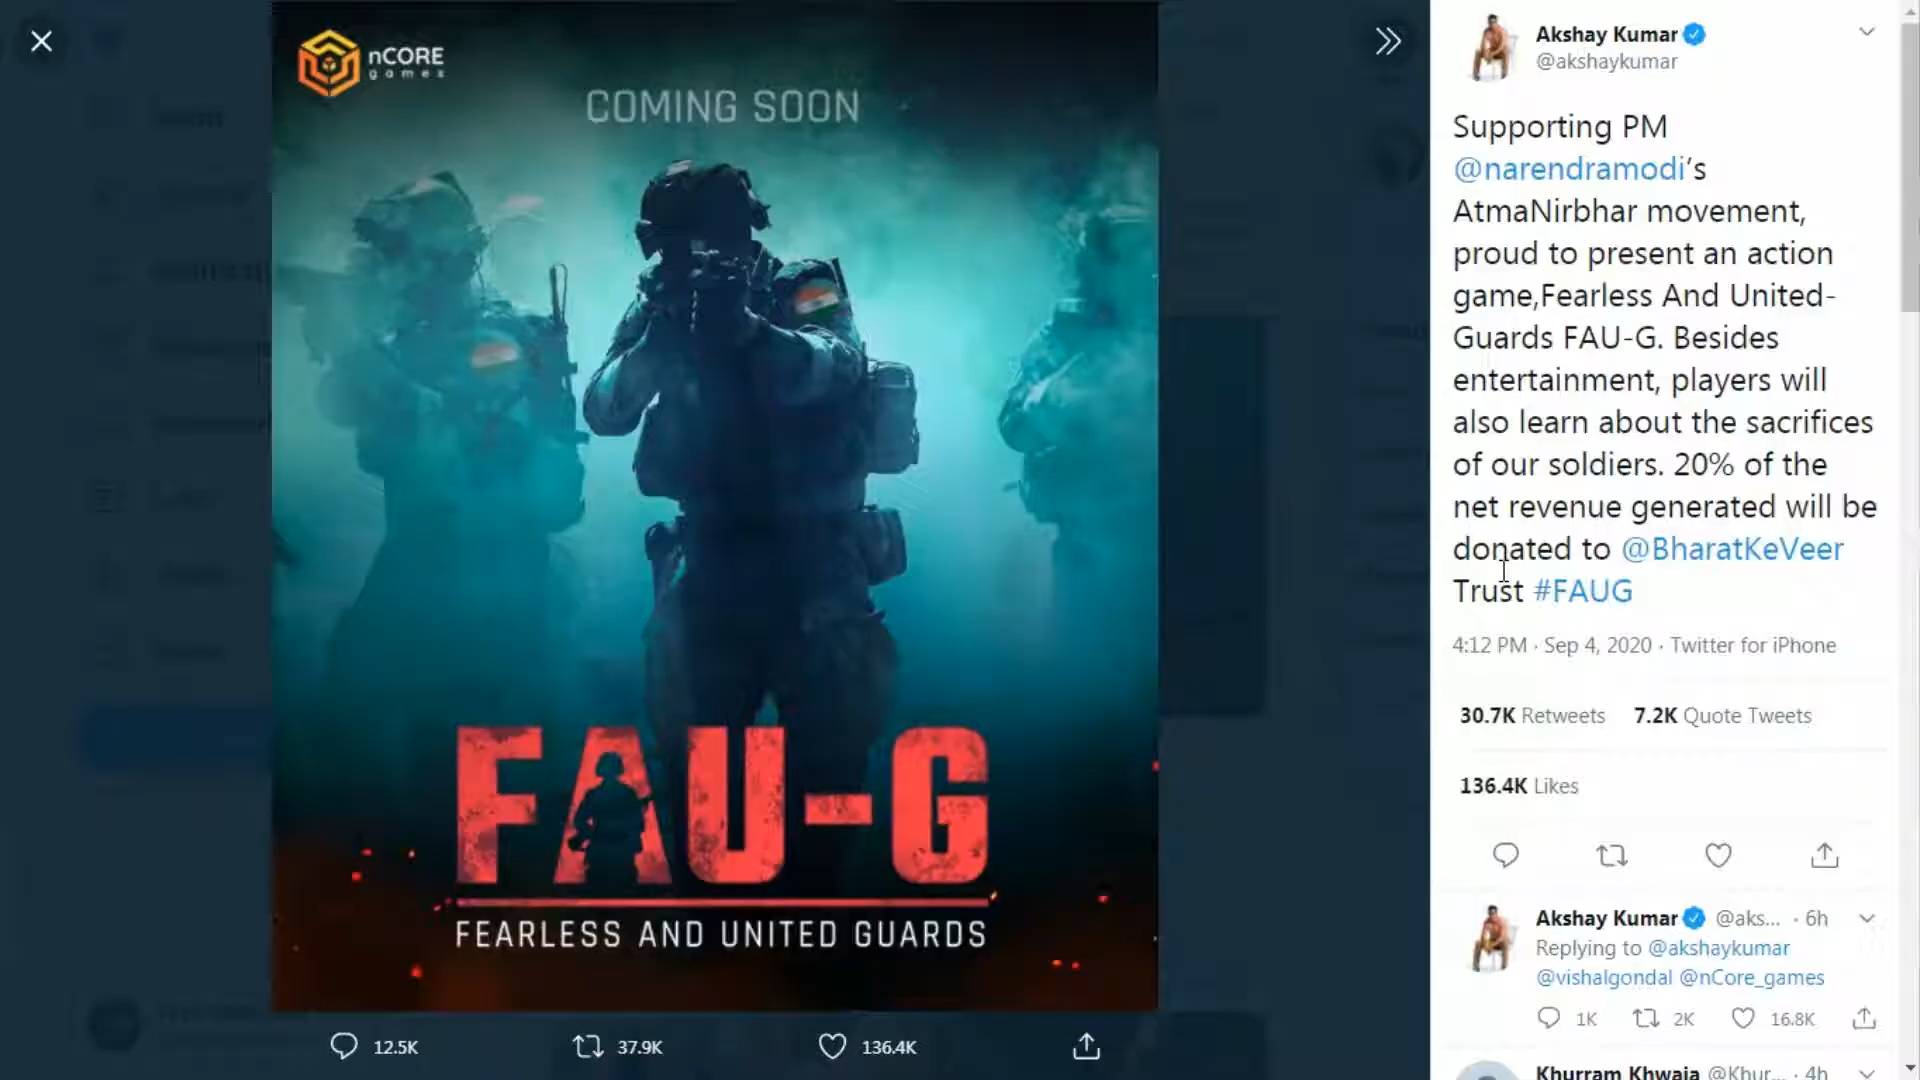 nCORE
games
COMING SOON
FAU-G
FEARLESS AND UNITED GUARDS
12.5K
37.9K
136.4K
Akshay Kumar
@akshaykumar
Supporting PM
@narendramodi’s
AtmaNirbhar movement,
proud to present an action
game,Fearless And United-
Guards FAU-G. Besides
entertainment, players will
also learn about the sacrifices
of our soldiers. 20% of the
net revenue generated will be
donated to @BharatKeVeer
Trust #FAUG
4:12 PM · Sep 4, 2020 · Twitter for iPhone
30.7K Retweets 7.2K Quote Tweets
136.4K Likes
Akshay Kumar @aks... · 6h
Replying to @akshaykumar
@vishalgondal @nCore_games
1K 2K 16.8K
Khurram Khwaja @Khur... · 4h